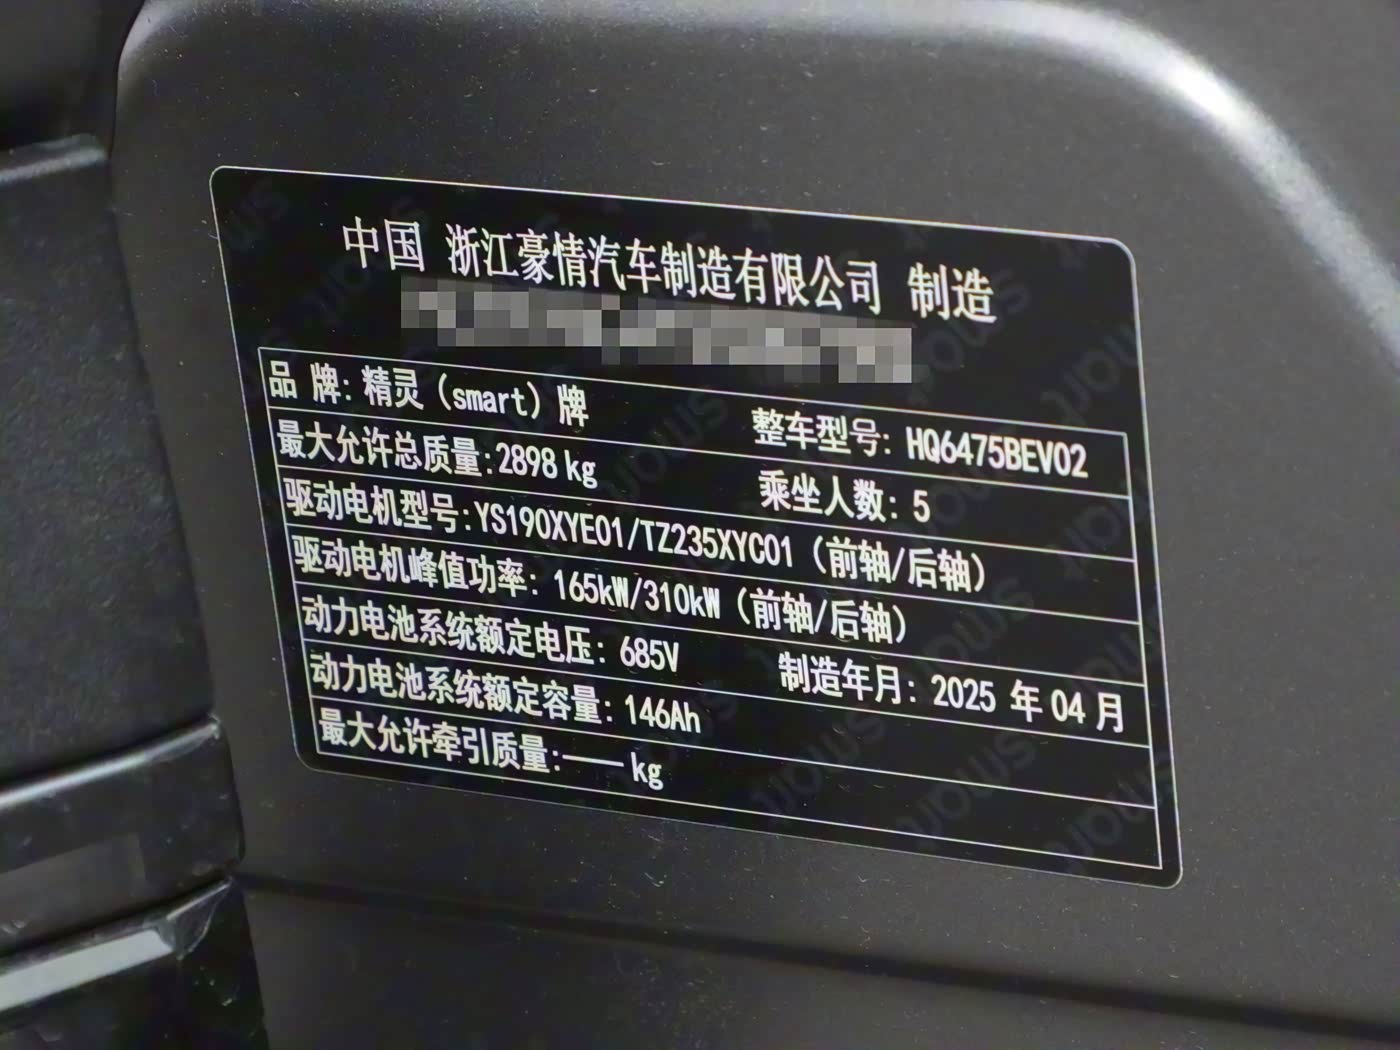 中国 浙江豪情汽车制造有限公司 制造
品 牌: 精灵（smart）牌 整车型号: HQ6475BEV02
最大允许总质量:2898 kg 乘坐人数: 5
驱动电机型号:YS190XYE01/TZ235XYC01（前轴/后轴）
驱动电机峰值功率: 165kW/310kW（前轴/后轴）
动力电池系统额定电压: 685V 制造年月: 2025 年 04 月
动力电池系统额定容量: 146Ah
最大允许牵引质量:—— kg